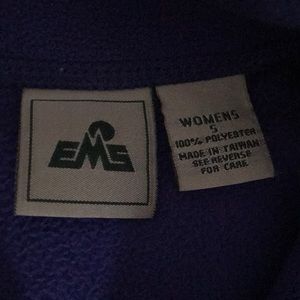 EMS
WOMENS
S
100% POLYESTER
MADE IN TAIWAN
SEE REVERSE
FOR CARE